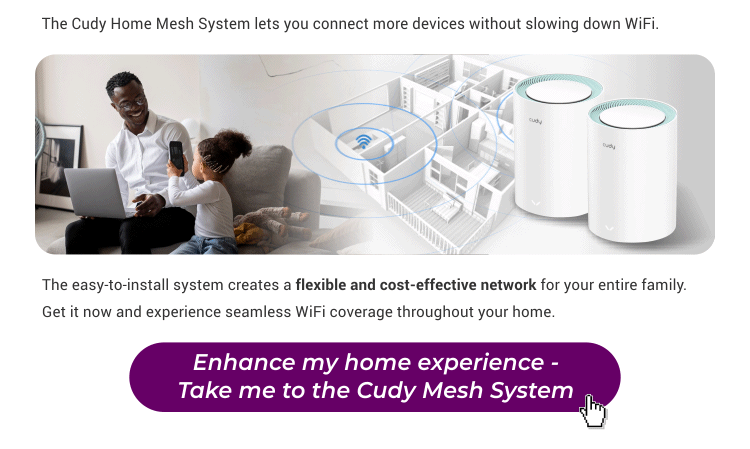 The Cudy Home Mesh System lets you connect more devices without slowing down WiFi.
cudy
cudy
The easy-to-install system creates a flexible and cost-effective network for your entire family.
Get it now and experience seamless WiFi coverage throughout your home.
Enhance my home experience -
Take me to the Cudy Mesh System